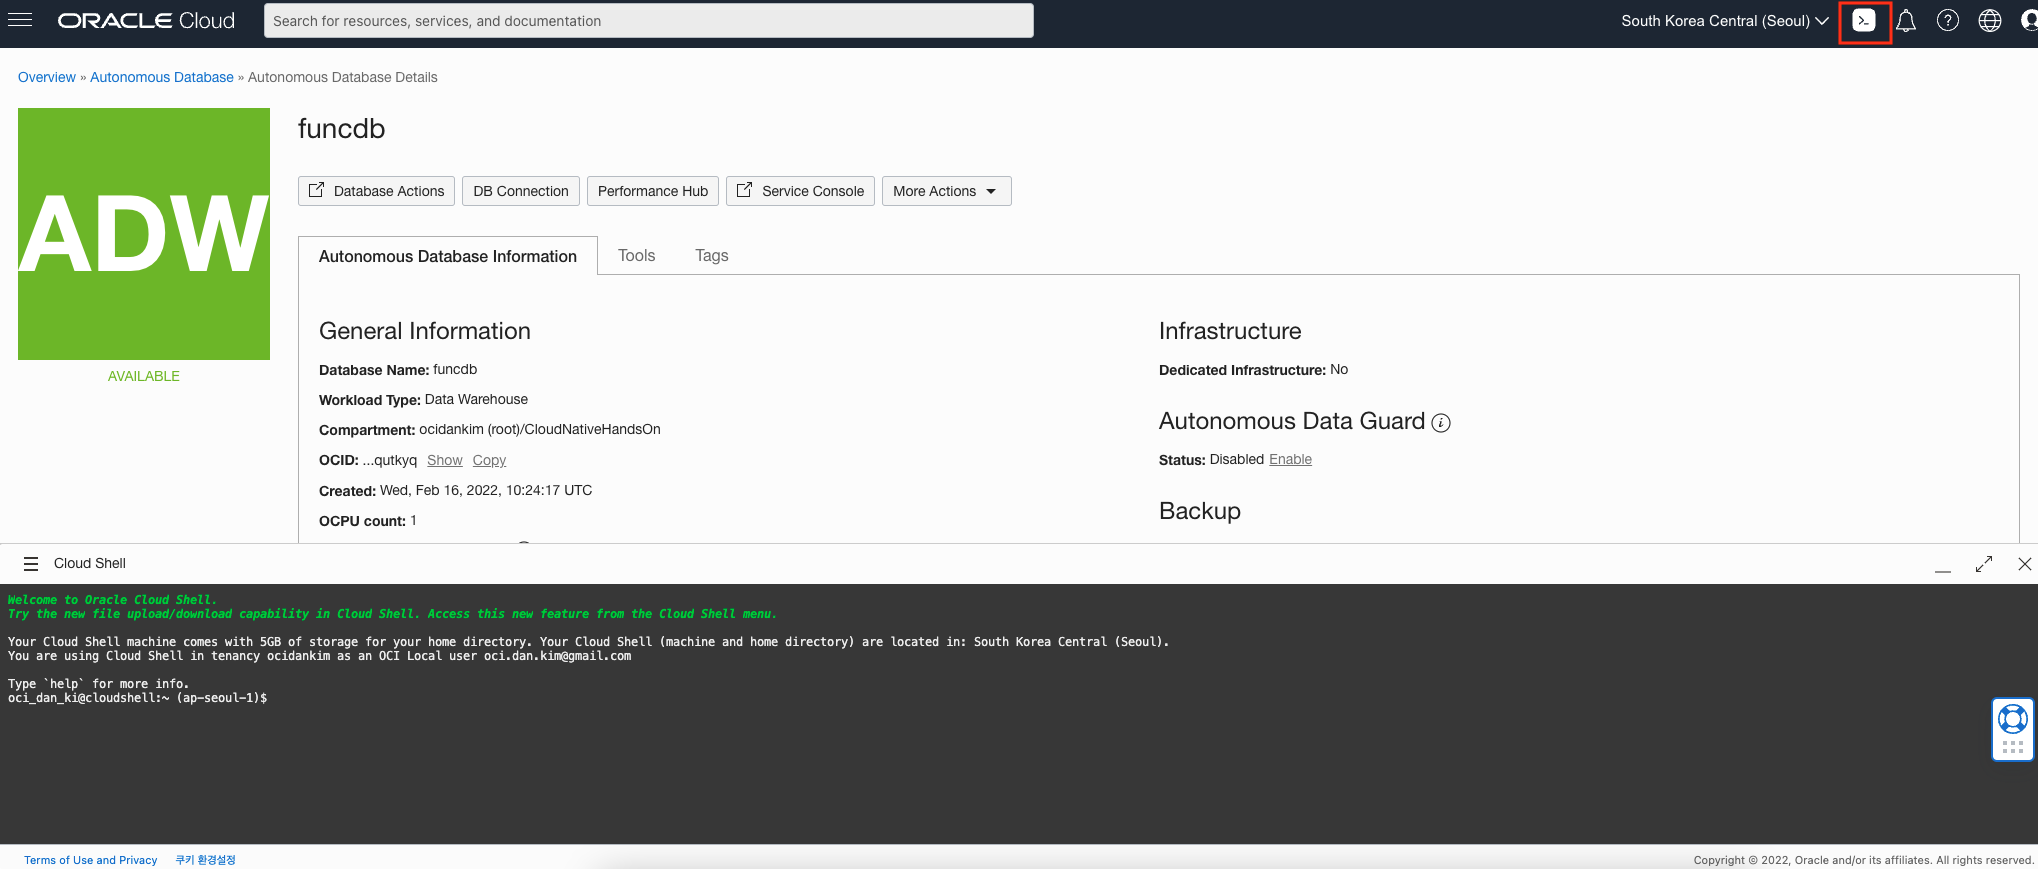 ORACLE Cloud
Search for resources, services, and documentation
South Korea Central (Seoul)
Overview » Autonomous Database » Autonomous Database Details
ADW
AVAILABLE
funcdb
Database Actions
DB Connection
Performance Hub
Service Console
More Actions
Autonomous Database Information
Tools
Tags
General Information
Database Name: funcdb
Workload Type: Data Warehouse
Compartment: ocidankim (root)/CloudNativeHandsOn
OCID: ...qutkyq Show Copy
Created: Wed, Feb 16, 2022, 10:24:17 UTC
OCPU count: 1
Infrastructure
Dedicated Infrastructure: No
Autonomous Data Guard
Status: Disabled Enable
Backup
Cloud Shell
Welcome to Oracle Cloud Shell.
Try the new file upload/download capability in Cloud Shell. Access this new feature from the Cloud Shell menu.
Your Cloud Shell machine comes with 5GB of storage for your home directory. Your Cloud Shell (machine and home directory) are located in: South Korea Central (Seoul).
You are using Cloud Shell in tenancy ocidankim as an OCI Local user oci.dan.kim@gmail.com
Type `help` for more info.
oci_dan_ki@cloudshell:~ (ap-seoul-1)$
Terms of Use and Privacy
쿠키 환경설정
Copyright © 2022, Oracle and/or its affiliates. All rights reserved.